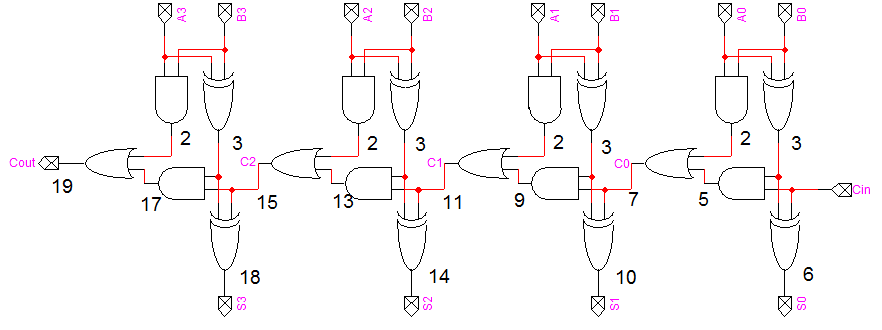 A3 B3 A2 B2 A1 B1 A0 B0
2 2 2 2
3 3 3 3
Cout C2 C1 C0 Cin
19 17 15 13 11 9 7 5
18 14 10 6
S3 S2 S1 S0